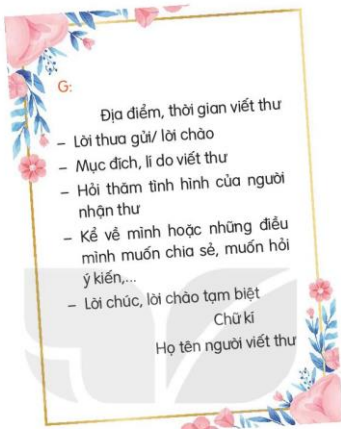 G:
Địa điểm, thời gian viết thư
– Lời thưa gửi/ lời chào
– Mục đích, lí do viết thư
– Hỏi thăm tình hình của người
nhận thư
– Kể về mình hoặc những điều
mình muốn chia sẻ, muốn hỏi
ý kiến,...
– Lời chúc, lời chào tạm biệt
Chữ kí
Họ tên người viết thư